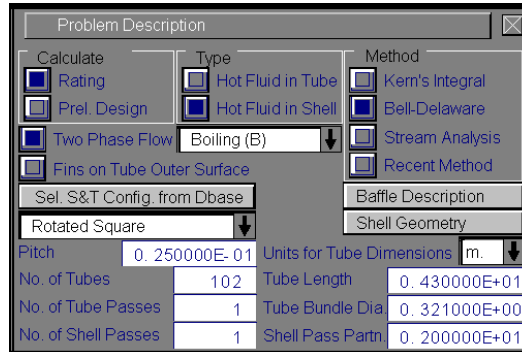 Problem Description
Calculate Type Method
Rating Hot Fluid in Tube Kern's Integral
Prel. Design Hot Fluid in Shell Bell-Delaware
Two Phase Flow Boiling (B) Stream Analysis
Fins on Tube Outer Surface Recent Method
Sel. S&T Config. from Dbase Baffle Description
Rotated Square Shell Geometry
Pitch 0. 250000E- 01 Units for Tube Dimensions m.
No. of Tubes 102 Tube Length 0. 430000E+01
No. of Tube Passes 1 Tube Bundle Dia. 0. 321000E+00
No. of Shell Passes 1 Shell Pass Partn. 0. 200000E+01